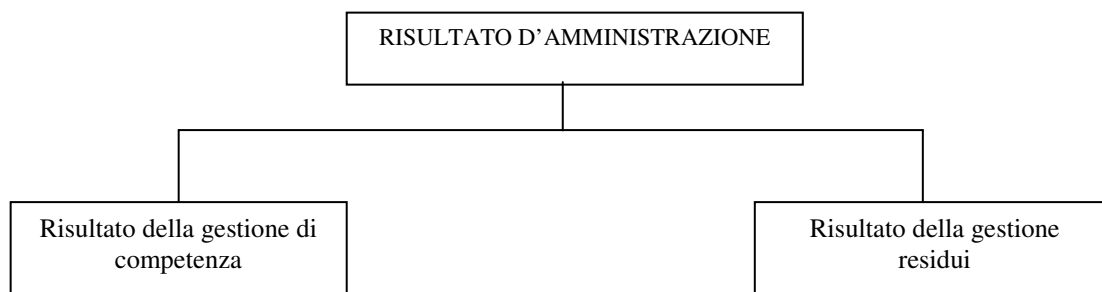 RISULTATO D’AMMINISTRAZIONE
Risultato della gestione di
competenza
Risultato della gestione
residui